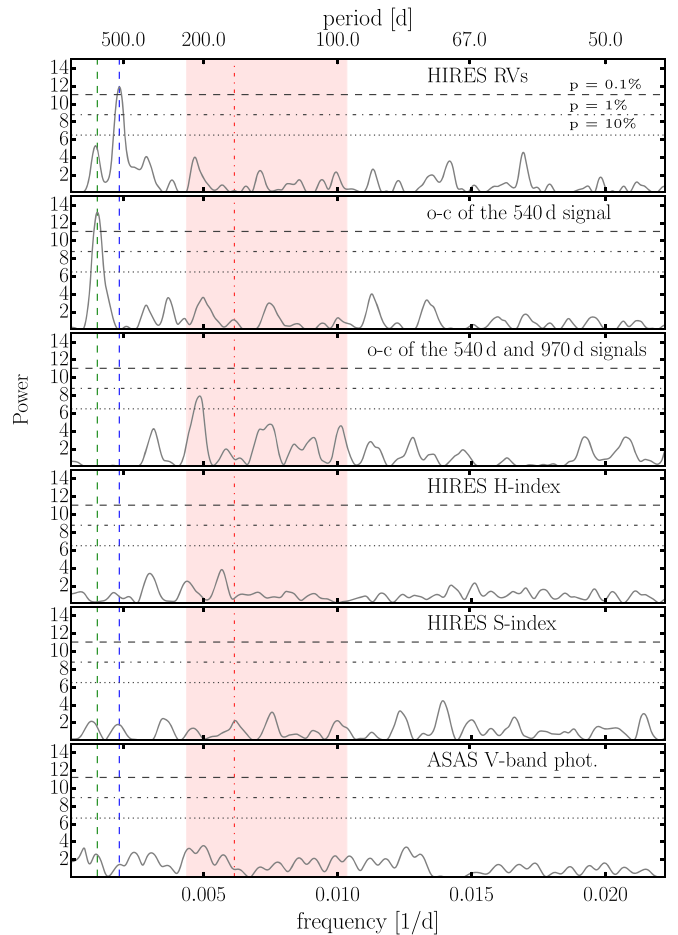 period [d]
500.0 200.0 100.0 67.0 50.0
14 HIRES RVs
12 p = 0.1%
10 p = 1%
8 p = 10%
6
4
2
14 o-c of the 540 d signal
12
10
8
6
4
2
14 o-c of the 540 d and 970 d signals
12
10
8
6
4
2
Power
14 HIRES H-index
12
10
8
6
4
2
14 HIRES S-index
12
10
8
6
4
2
14 ASAS V-band phot.
12
10
8
6
4
2
0.005 0.010 0.015 0.020
frequency [1/d]